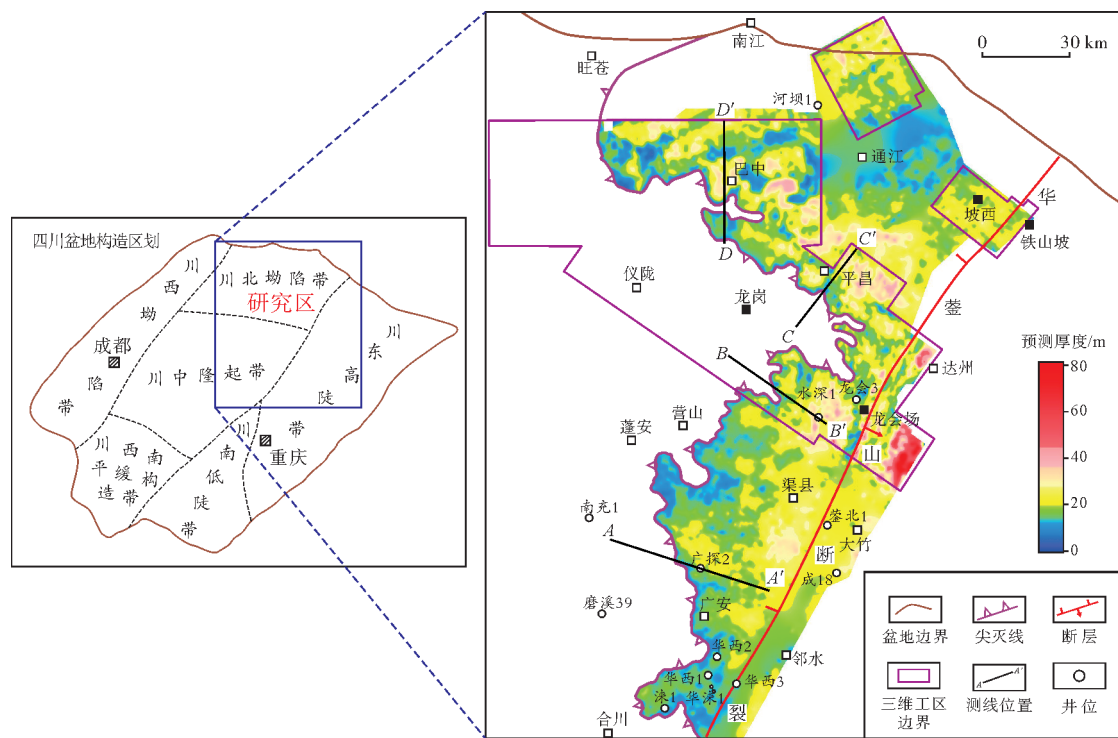 四川盆地构造区划
川西坳陷带
川北坳陷带
研究区
成都
川中隆起带
川东高陡带
川西南平缓构造带
川南低陡带
重庆
南江
旺苍
0 30 km
河坝1
D′
通江
巴中
坡西
华
铁山坡
D
C′
仪陇
平昌
龙岗
蓥
C
预测厚度/m
80
60
40
20
0
B
达州
龙会3
水深1
龙会场
营山
B′
蓬安
山
渠县
南充1
蓥北1
A
断
大竹
广探2
A′
成18
磨溪39
广安
华西2
邻水
华西1
华西3
涞1
华涞1
裂
合川
盆地边界
尖灭线
断层
A A′
三维工区边界
测线位置
井位